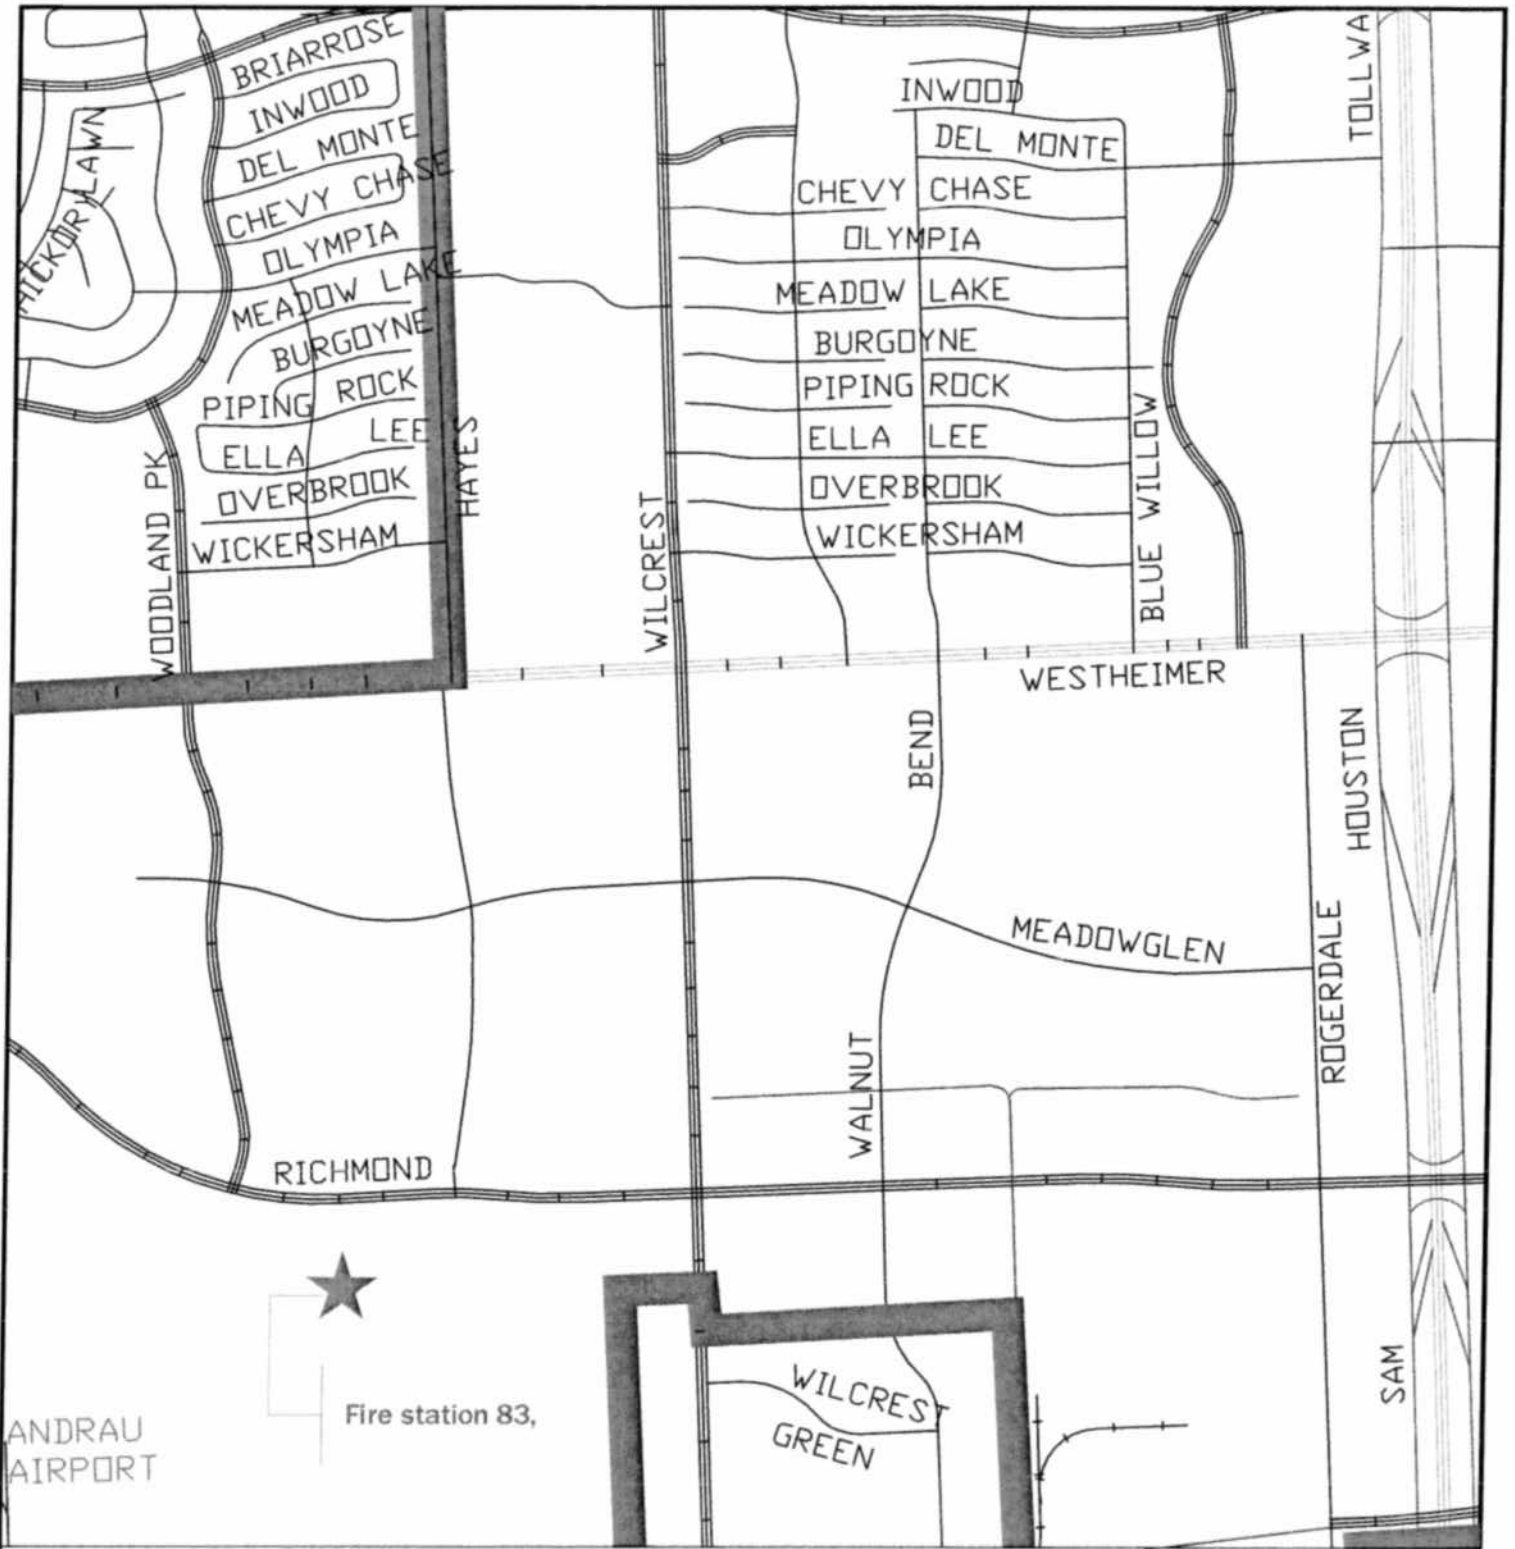 BRIARROSE
INWOOD
DEL MONTE
CHEVY CHASE
OLYMPIA
MEADOW LAKE
BURGOYNE
PIPING ROCK
ELLA LEE
OVERBROOK
WICKERSHAM
HICKORY LAWN
WOODLAND PK
HAYES
WILCREST
INWOOD
DEL MONTE
CHEVY CHASE
OLYMPIA
MEADOW LAKE
BURGOYNE
PIPING ROCK
ELLA LEE
OVERBROOK
WICKERSHAM
BLUE WILLOW
TOLLWA
WESTHEIMER
BEND
HOUSTON
MEADOWGLEN
ROGERDALE
WALNUT
RICHMOND
SAM
Fire station 83,
WILCREST
GREEN
ANDRAU
AIRPORT